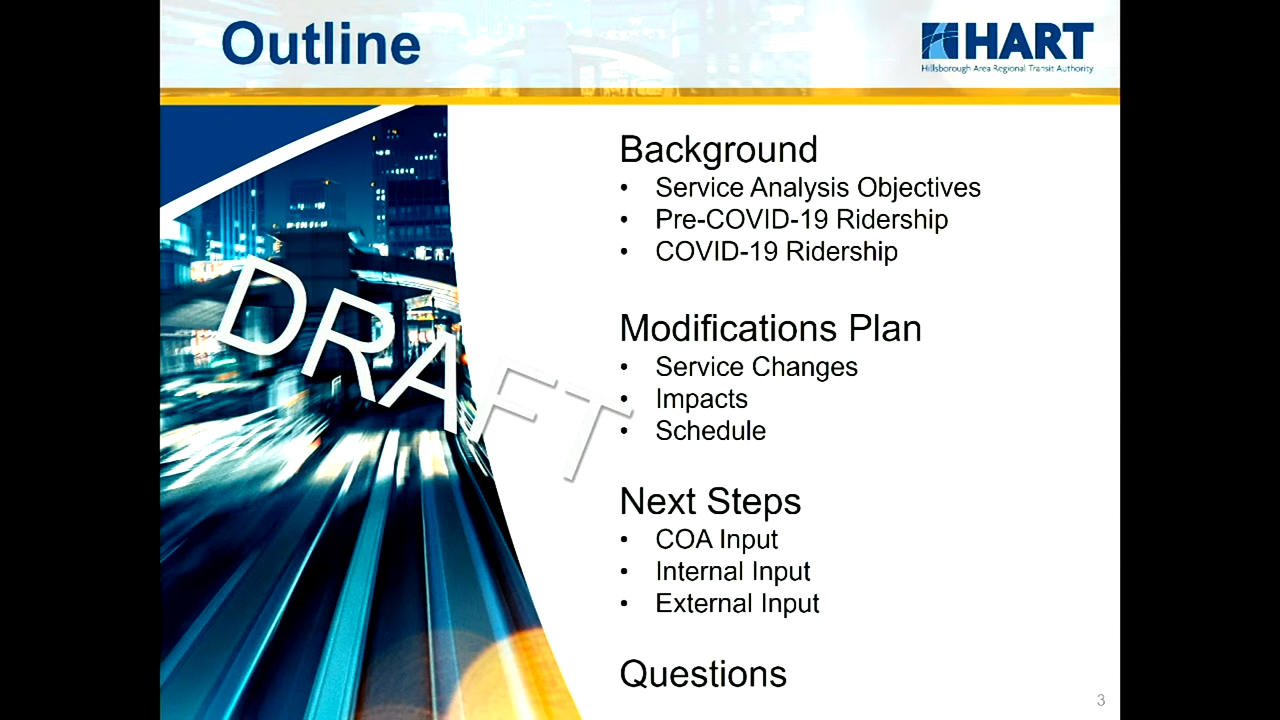 Outline
HART
Hillsborough Area Regional Transit Authority
Background
• Service Analysis Objectives
• Pre-COVID-19 Ridership
• COVID-19 Ridership
DRAFT
Modifications Plan
• Service Changes
• Impacts
• Schedule
Next Steps
• COA Input
• Internal Input
• External Input
Questions
3